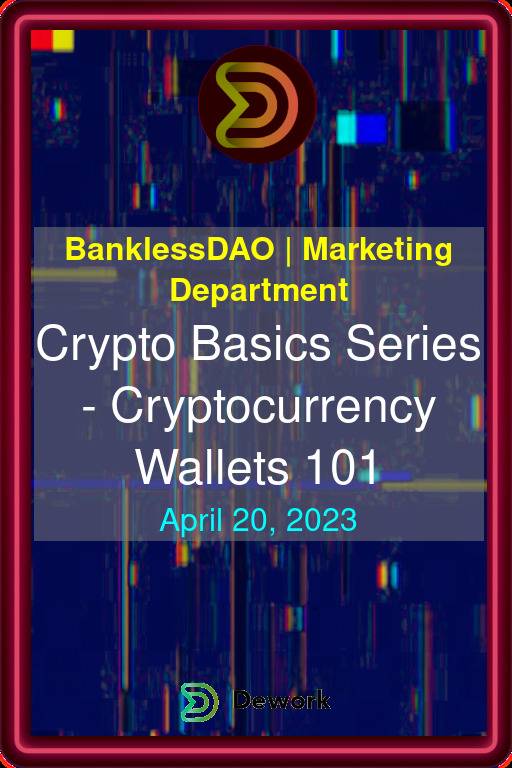 BanklessDAO | Marketing
Department
Crypto Basics Series
- Cryptocurrency
Wallets 101
April 20, 2023
Dework